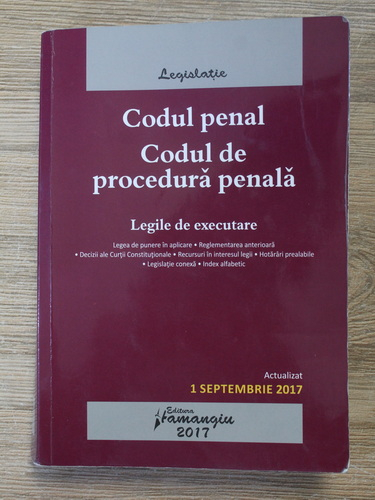 Legislație
Codul penal
Codul de
procedură penală
Legile de executare
Legea de punere în aplicare • Reglementarea anterioară
• Decizii ale Curții Constituționale • Recursuri în interesul legii • Hotărâri prealabile
• Legislație conexă • Index alfabetic
Actualizat
1 SEPTEMBRIE 2017
Editura
Hamangiu
2017